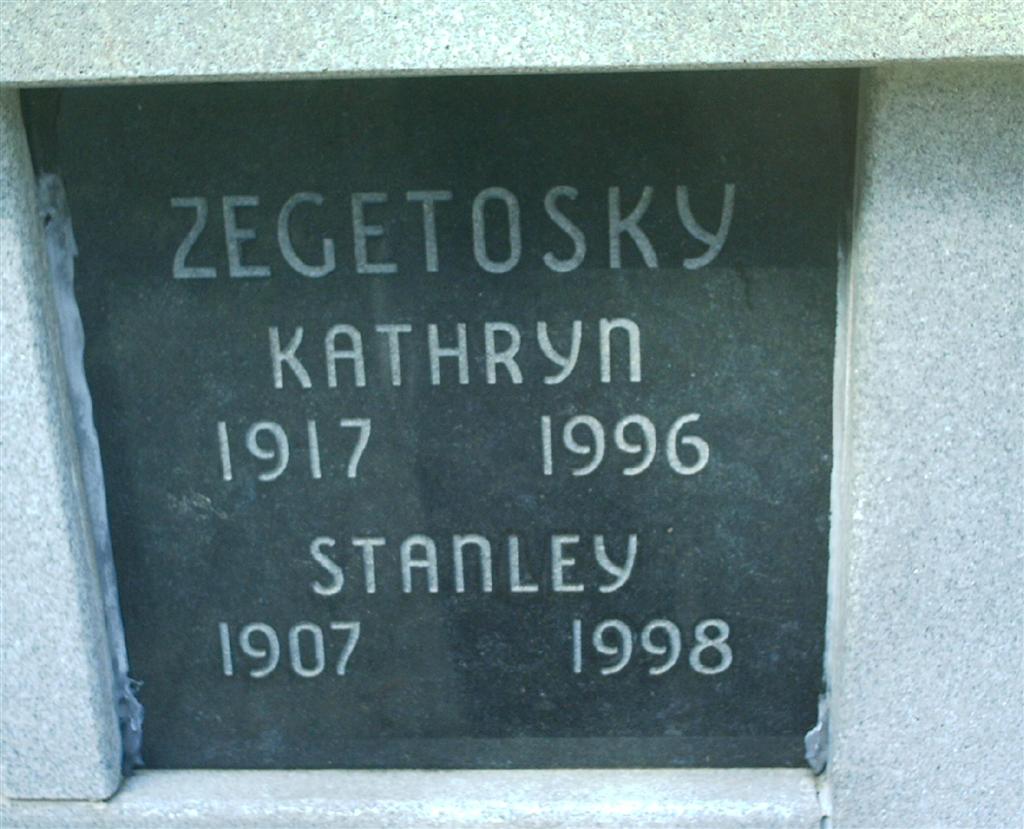 ZEGETOSKY
KATHRYN
1917 1996
STANLEY
1907 1998